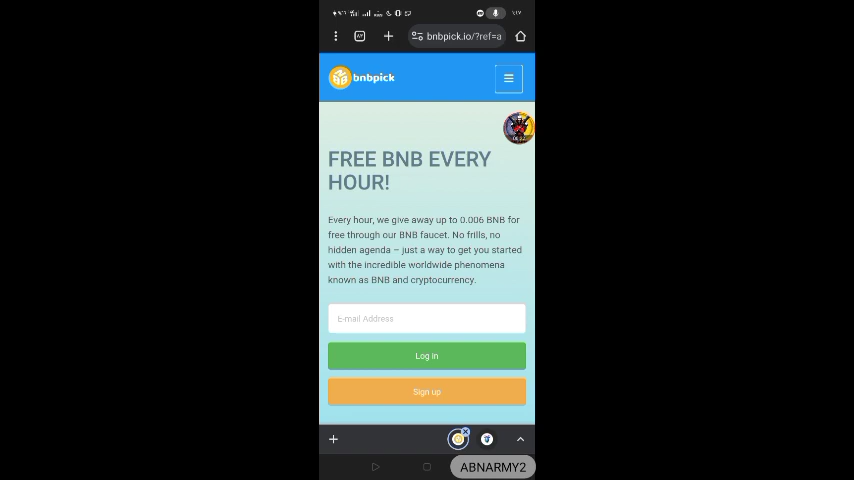 bnbpick.io/?ref=a
bnbpick
FREE BNB EVERY
HOUR!
Every hour, we give away up to 0.006 BNB for
free through our BNB faucet. No frills, no
hidden agenda – just a way to get you started
with the incredible worldwide phenomena
known as BNB and cryptocurrency.
E-mail Address
Log in
Sign up
ABNARMY2